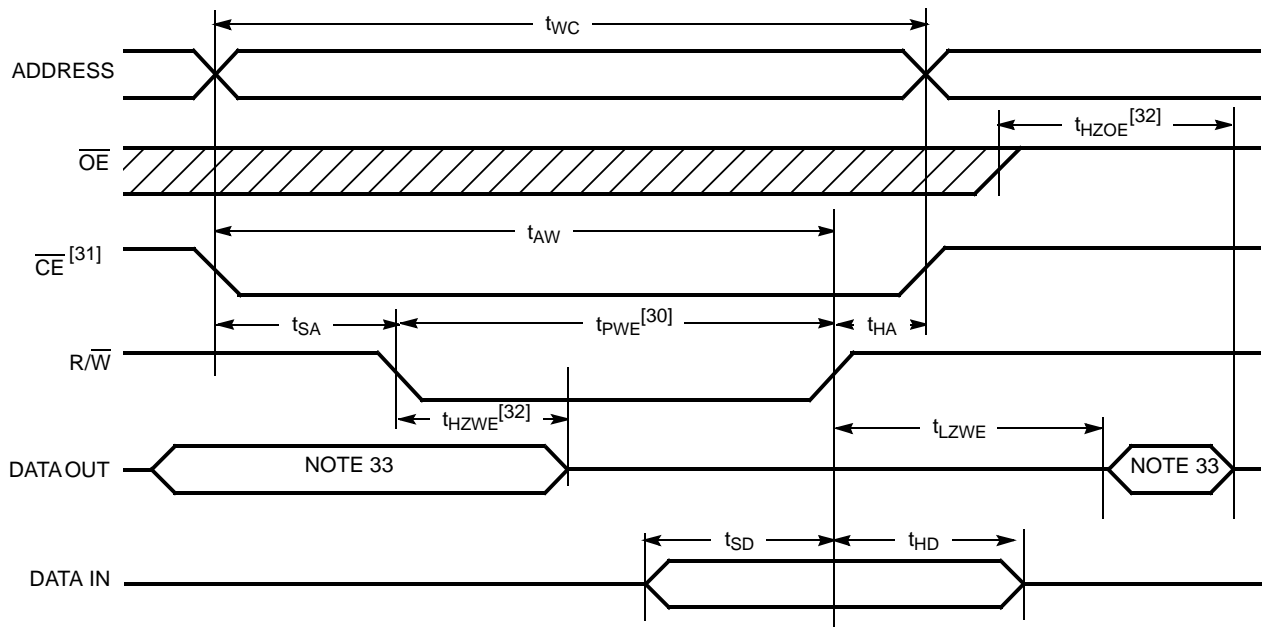 tWC
ADDRESS
tHZOE[32]
OE
tAW
CE[31]
tSA
tPWE[30]
tHA
R/W
tHZWE[32]
tLZWE
DATA OUT
NOTE 33
NOTE 33
tSD
tHD
DATA IN